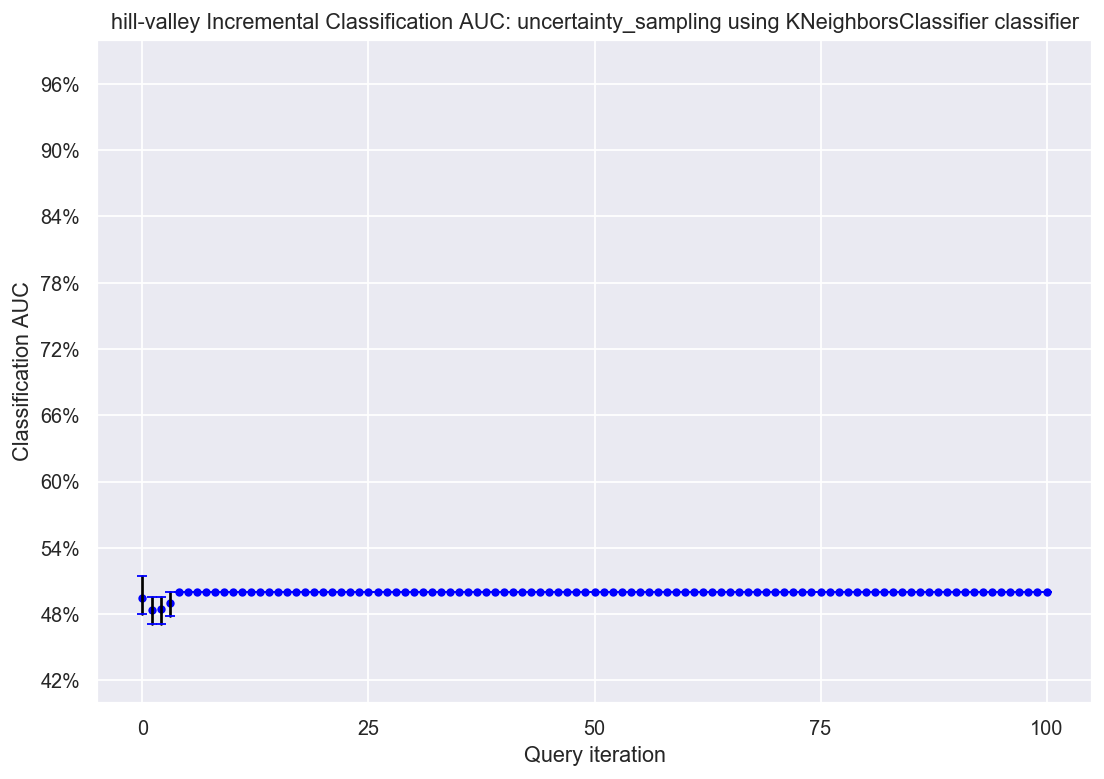 hill-valley Incremental Classification AUC: uncertainty_sampling using KNeighborsClassifier classifier
96%
90%
84%
78%
72%
66%
60%
54%
48%
42%
Classification AUC
0 25 50 75 100
Query iteration